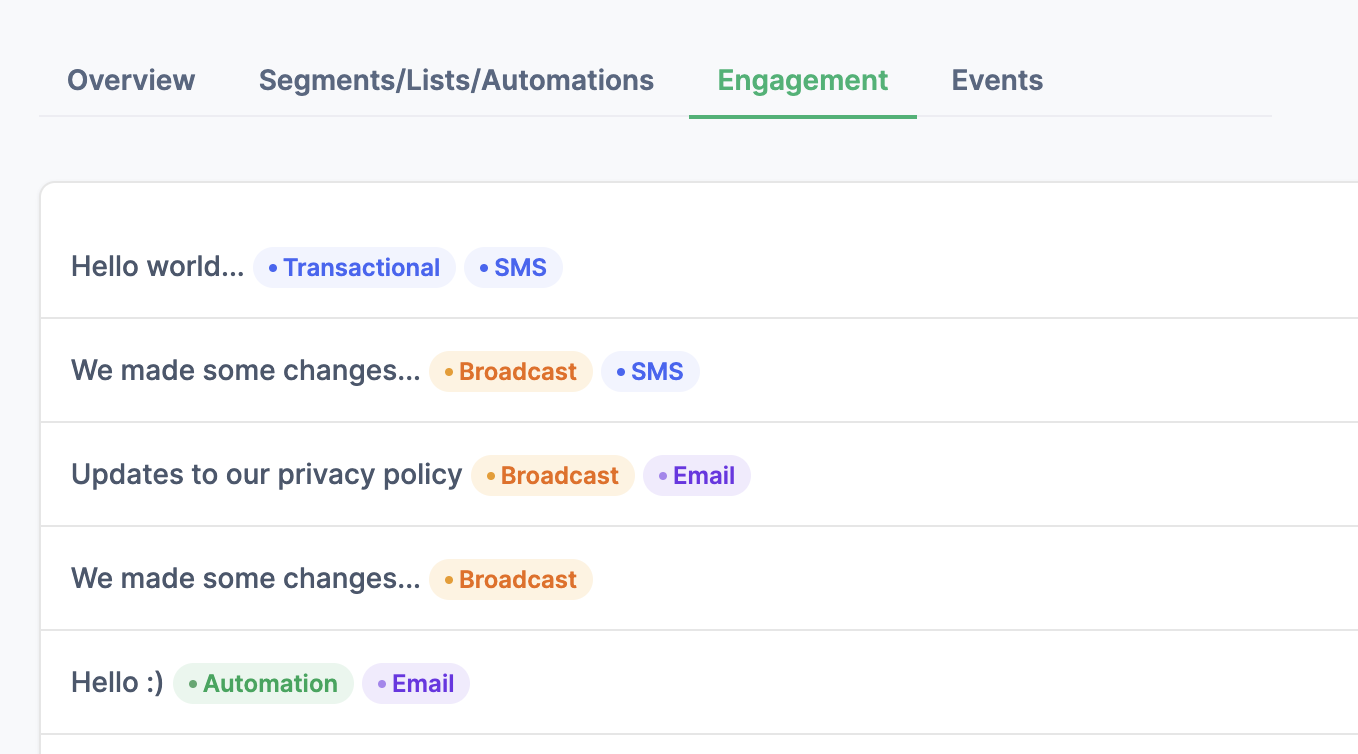 Overview Segments/Lists/Automations Engagement Events
Hello world... Transactional SMS
We made some changes... Broadcast SMS
Updates to our privacy policy Broadcast Email
We made some changes... Broadcast
Hello :) Automation Email